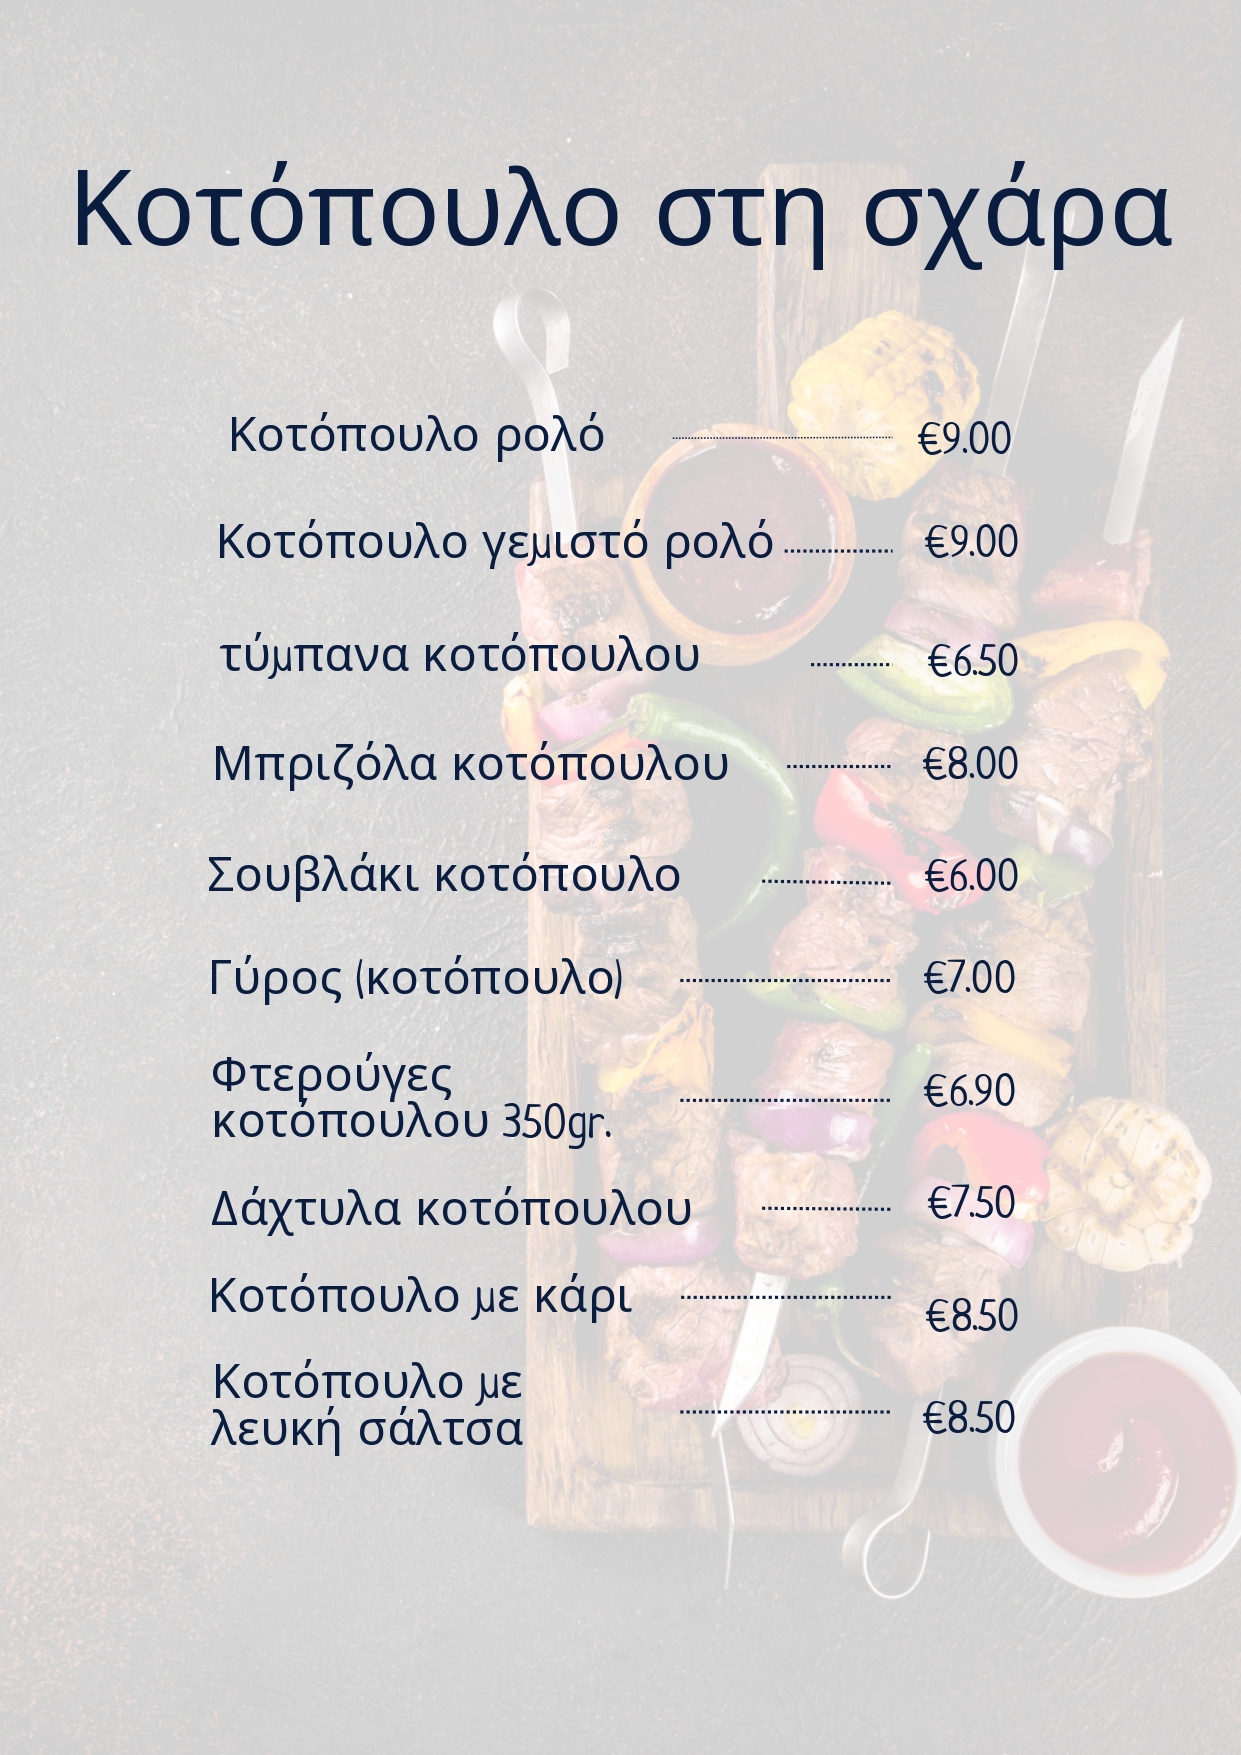 Κοτόπουλο στη σχάρα
Κοτόπουλο ρολό ........ €9.00
Κοτόπουλο γεμιστό ρολό ........ €9.00
τύμπανα κοτόπουλου ........ €6.50
Μπριζόλα κοτόπουλου ........ €8.00
Σουβλάκι κοτόπουλο ........ €6.00
Γύρος (κοτόπουλο) ........ €7.00
Φτερούγες
κοτόπουλου 350gr. ........ €6.90
Δάχτυλα κοτόπουλου ........ €7.50
Κοτόπουλο με κάρι ........ €8.50
Κοτόπουλο με
λευκή σάλτσα ........ €8.50